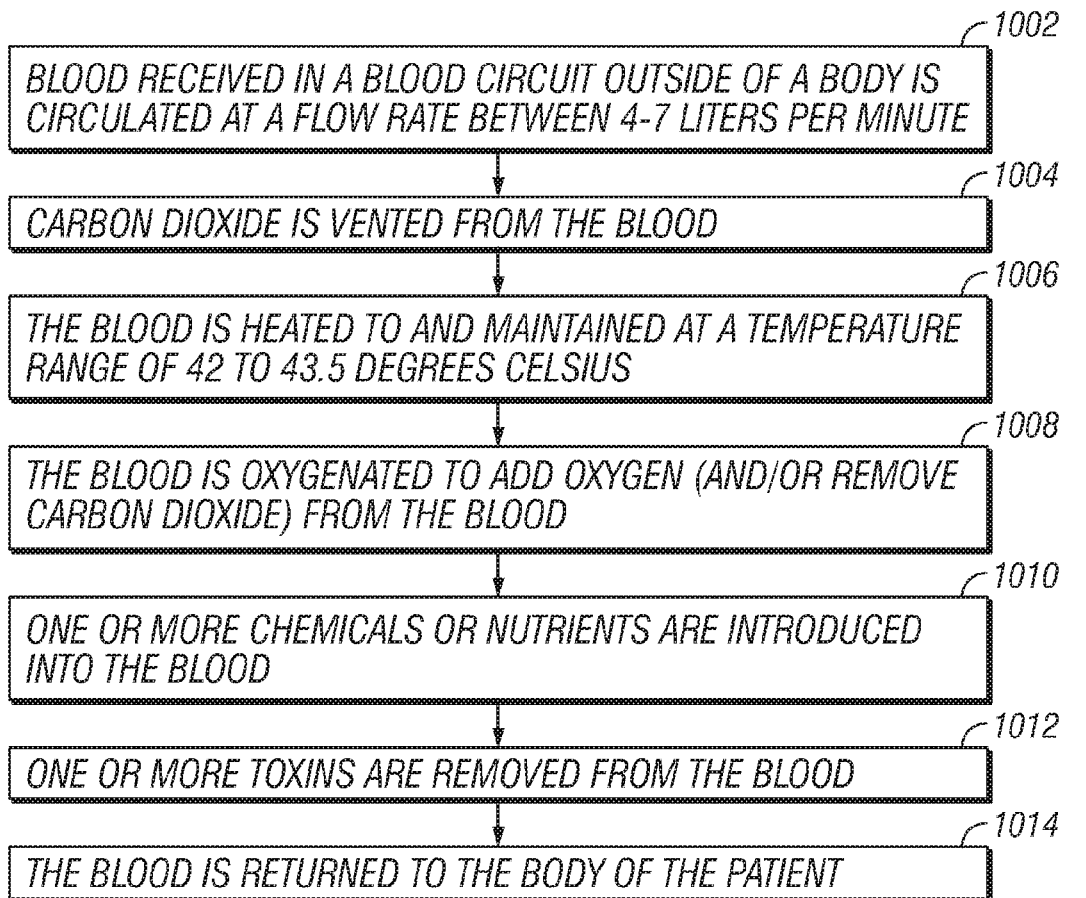 1002
BLOOD RECEIVED IN A BLOOD CIRCUIT OUTSIDE OF A BODY IS
CIRCULATED AT A FLOW RATE BETWEEN 4-7 LITERS PER MINUTE
1004
CARBON DIOXIDE IS VENTED FROM THE BLOOD
1006
THE BLOOD IS HEATED TO AND MAINTAINED AT A TEMPERATURE
RANGE OF 42 TO 43.5 DEGREES CELSIUS
1008
THE BLOOD IS OXYGENATED TO ADD OXYGEN (AND/OR REMOVE
CARBON DIOXIDE) FROM THE BLOOD
1010
ONE OR MORE CHEMICALS OR NUTRIENTS ARE INTRODUCED
INTO THE BLOOD
1012
ONE OR MORE TOXINS ARE REMOVED FROM THE BLOOD
1014
THE BLOOD IS RETURNED TO THE BODY OF THE PATIENT